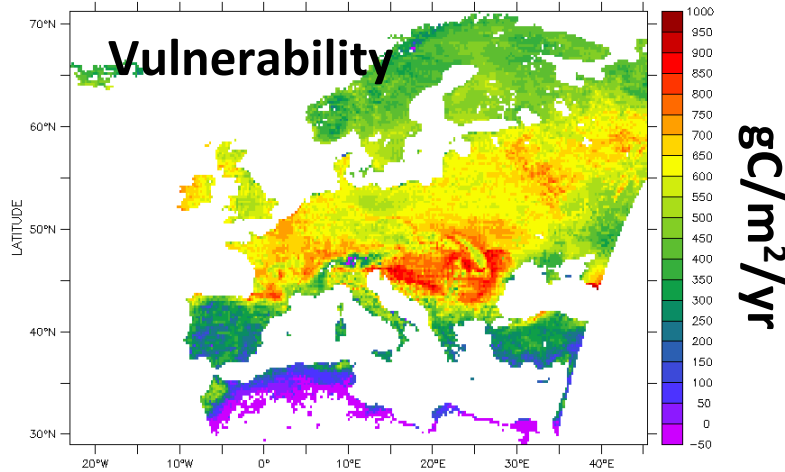 Vulnerability
70°N
60°N
50°N
40°N
30°N
LATITUDE
20°W
10°W
0°
10°E
20°E
30°E
40°E
1000
950
900
850
800
750
700
650
600
550
500
450
400
350
300
250
200
150
100
50
0
−50
gC/m²/yr